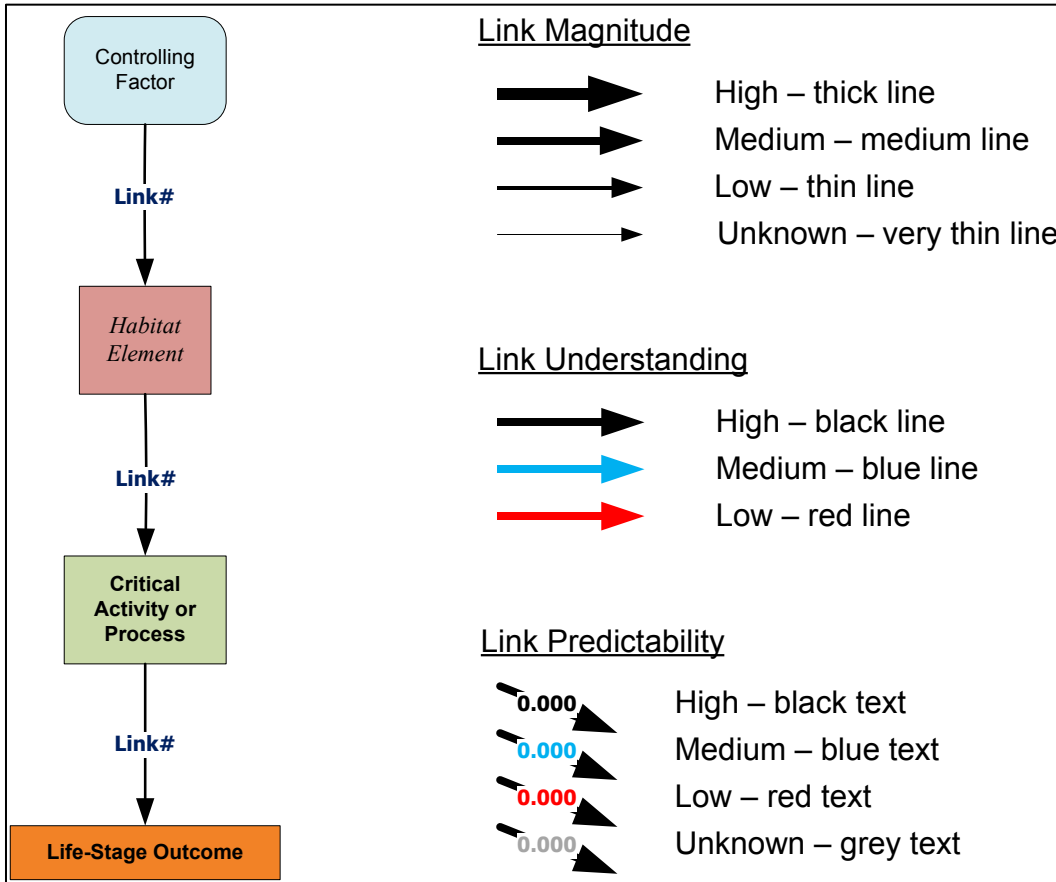 Controlling
Factor
Link#
Habitat
Element
Link#
Critical
Activity or
Process
Link#
Life-Stage Outcome
Link Magnitude
High – thick line
Medium – medium line
Low – thin line
Unknown – very thin line
Link Understanding
High – black line
Medium – blue line
Low – red line
Link Predictability
0.000 High – black text
0.000 Medium – blue text
0.000 Low – red text
0.000 Unknown – grey text